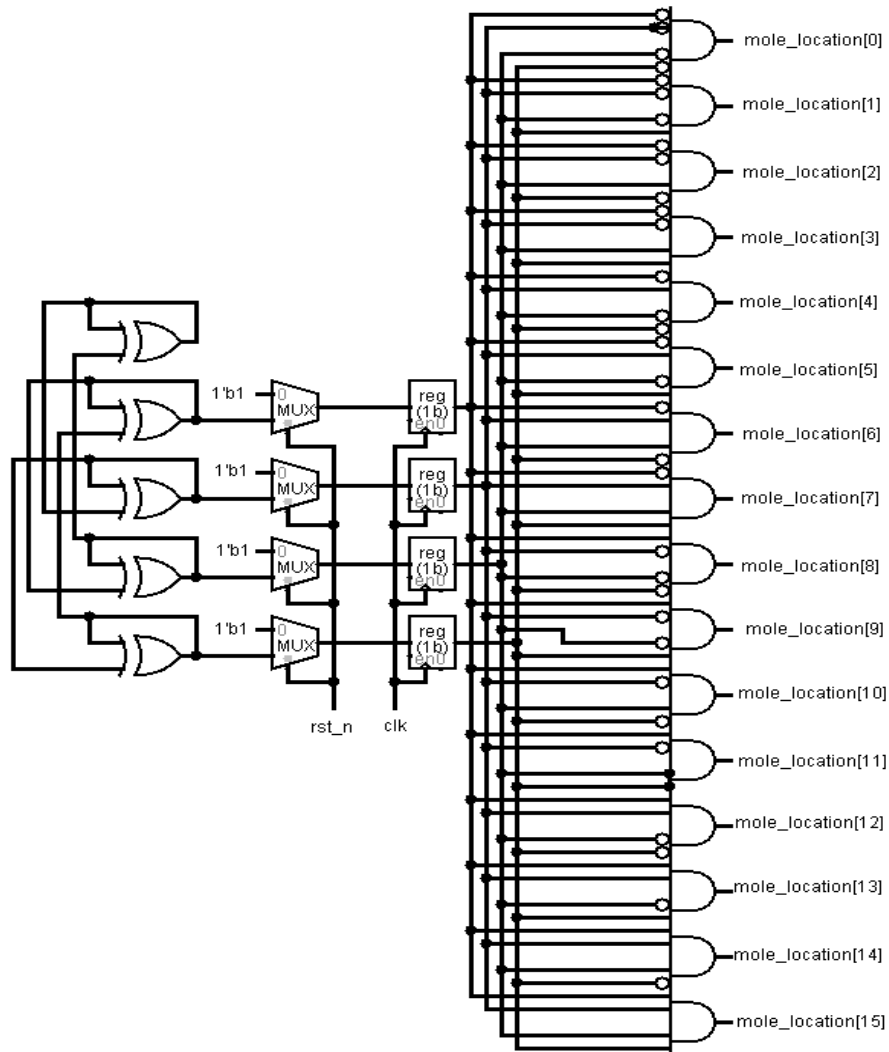 mole_location[0]
mole_location[1]
mole_location[2]
mole_location[3]
mole_location[4]
mole_location[5]
mole_location[6]
mole_location[7]
mole_location[8]
mole_location[9]
mole_location[10]
mole_location[11]
mole_location[12]
mole_location[13]
mole_location[14]
mole_location[15]
1'b1
0
MUX
reg
(1b)
en0
1'b1
0
MUX
reg
(1b)
en0
1'b1
0
MUX
reg
(1b)
en0
1'b1
0
MUX
reg
(1b)
en0
rst_n
clk